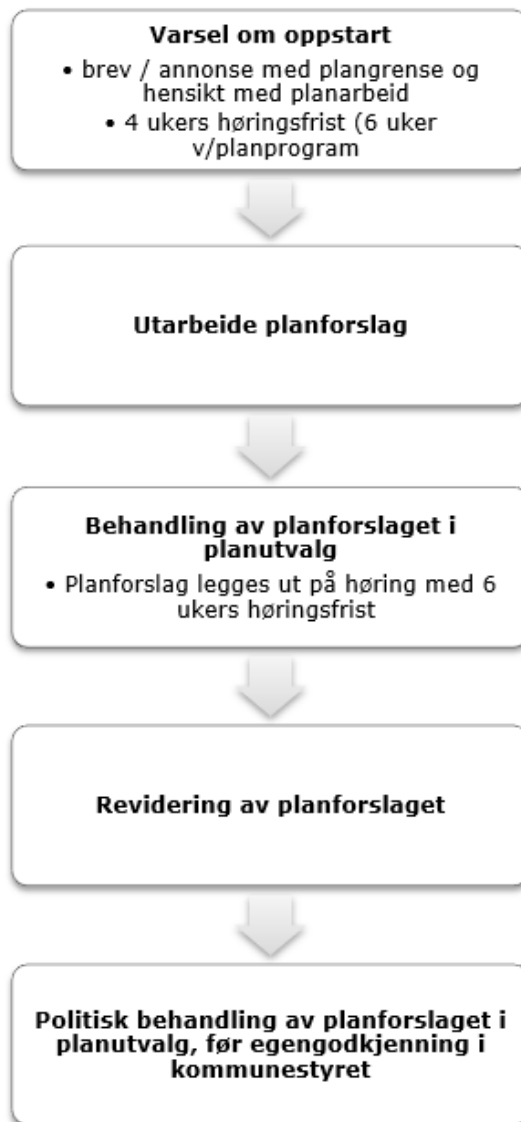 Varsel om oppstart
• brev / annonse med plangrense og
hensikt med planarbeid
• 4 ukers høringsfrist (6 uker
v/planprogram
Utarbeide planforslag
Behandling av planforslaget i
planutvalg
• Planforslag legges ut på høring med 6
ukers høringsfrist
Revidering av planforslaget
Politisk behandling av planforslaget i
planutvalg, før egengodkjenning i
kommunestyret